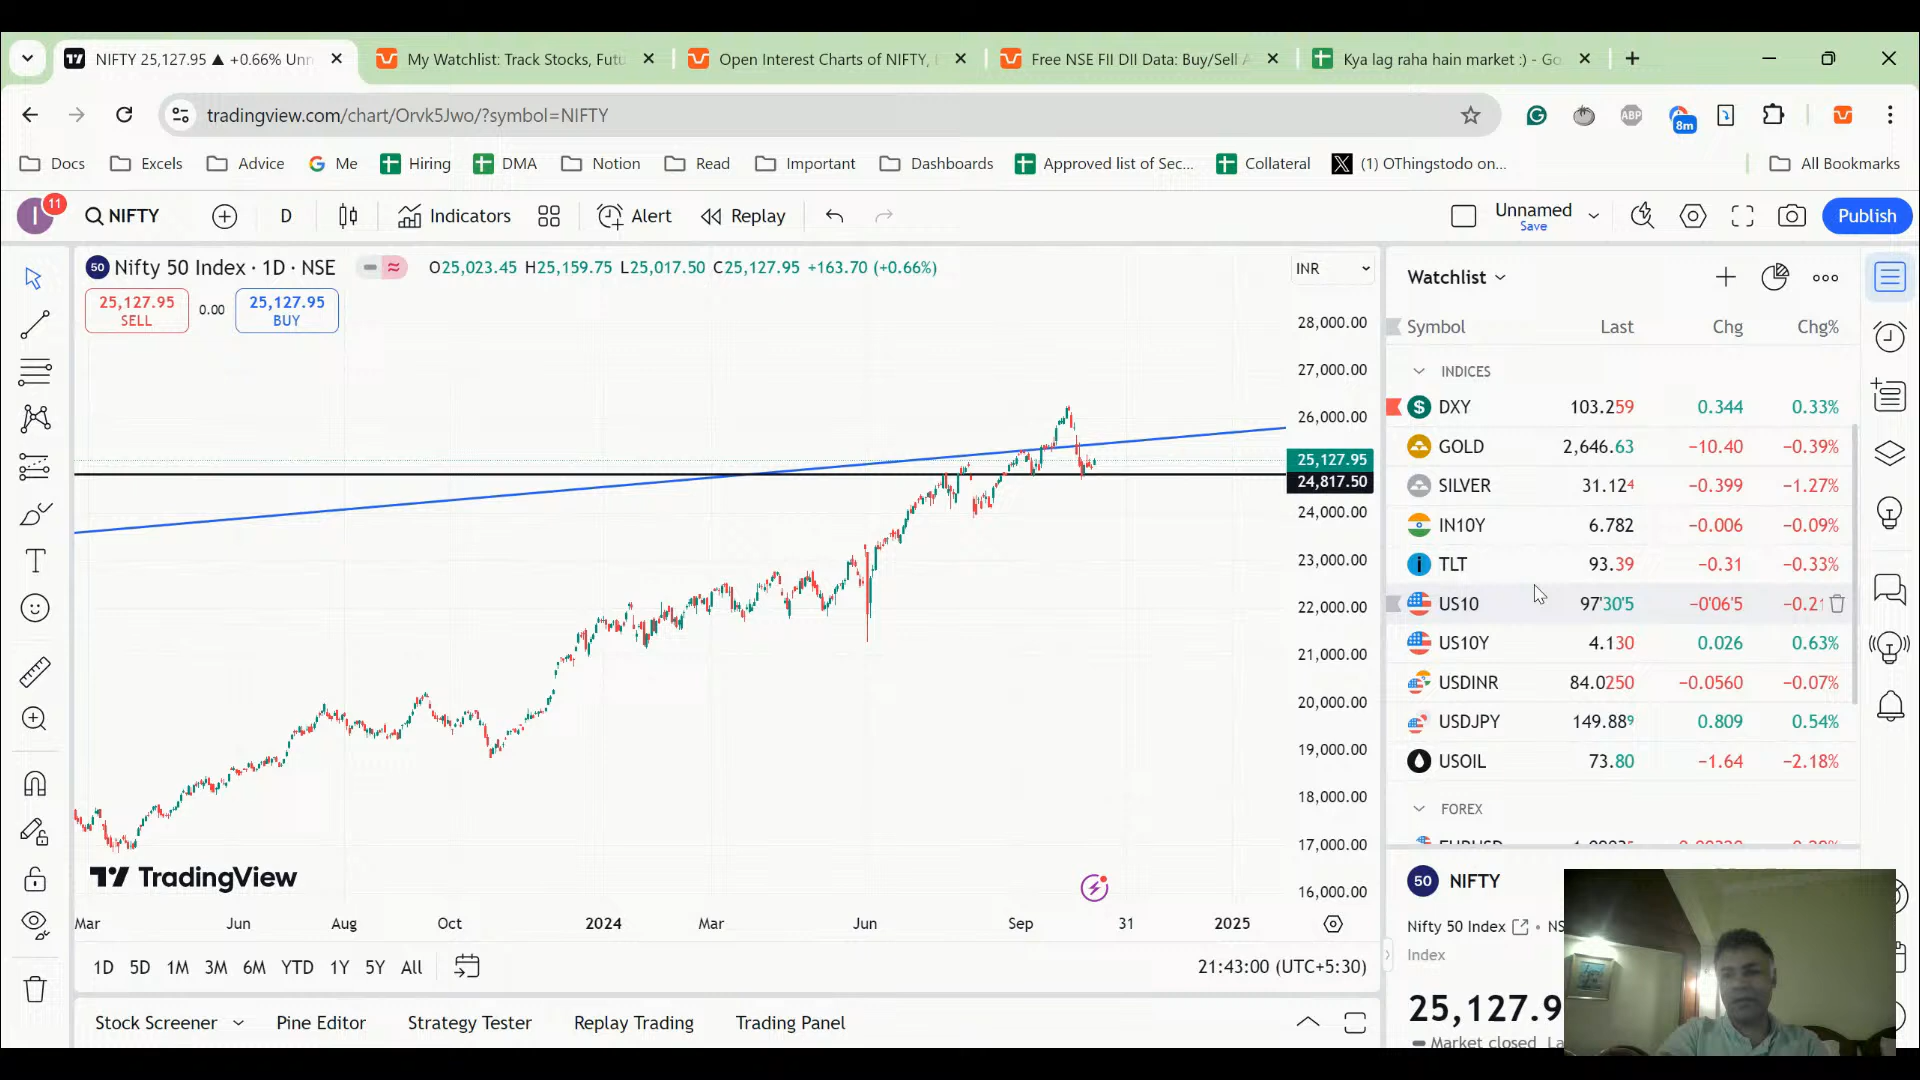 NIFTY 25,127.95 ▲ +0.66% Unn
My Watchlist: Track Stocks, Futu
Open Interest Charts of NIFTY,
Free NSE FII DII Data: Buy/Sell A
Kya lag raha hain market :) - Go
tradingview.com/chart/Orvk5Jwo/?symbol=NIFTY
ABP
8m
Docs
Excels
Advice
Me
Hiring
DMA
Notion
Read
Important
Dashboards
Approved list of Sec...
Collateral
(1) OThingstodo on...
All Bookmarks
I
11
NIFTY
D
Indicators
Alert
Replay
Unnamed
Save
Publish
50 Nifty 50 Index · 1D · NSE
O25,023.45 H25,159.75 L25,017.50 C25,127.95 +163.70 (+0.66%)
INR
25,127.95
SELL
0.00
25,127.95
BUY
28,000.00
27,000.00
26,000.00
25,127.95
24,817.50
24,000.00
23,000.00
22,000.00
21,000.00
20,000.00
19,000.00
18,000.00
17,000.00
16,000.00
TradingView
Mar Jun Aug Oct 2024 Mar Jun Sep 31 2025
1D 5D 1M 3M 6M YTD 1Y 5Y All
21:43:00 (UTC+5:30)
Stock Screener
Pine Editor
Strategy Tester
Replay Trading
Trading Panel
Watchlist
Symbol Last Chg Chg%
INDICES
DXY 103.259 0.344 0.33%
GOLD 2,646.63 −10.40 −0.39%
SILVER 31.124 −0.399 −1.27%
IN10Y 6.782 −0.006 −0.09%
TLT 93.39 −0.31 −0.33%
US10 97'30'5 −0'06'5 −0.21
US10Y 4.130 0.026 0.63%
USDINR 84.0250 −0.0560 −0.07%
USDJPY 149.889 0.809 0.54%
USOIL 73.80 −1.64 −2.18%
FOREX
50 NIFTY
Nifty 50 Index • NS
Index
25,127.9
Market closed